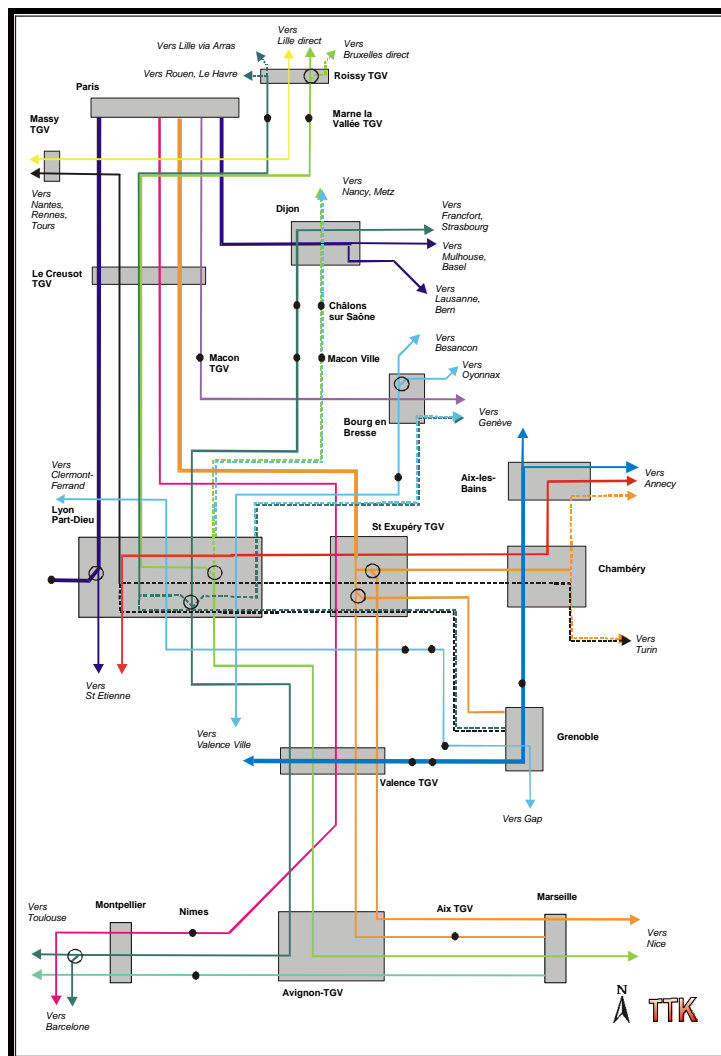 Vers
Lille direct
Vers Lille via Arras
Vers
Bruxelles direct
Vers Rouen, Le Havre
Roissy TGV
Paris
Marne la
Vallée TGV
Massy
TGV
Vers
Nantes,
Rennes,
Tours
Vers
Nancy, Metz
Dijon
Vers
Francfort,
Strasbourg
Vers
Mulhouse,
Basel
Le Creusot
TGV
Vers
Lausanne,
Bern
Châlons
sur Saône
Vers
Besancon
Macon
TGV
Macon Ville
Vers
Oyonnax
Bourg en
Bresse
Vers
Genève
Vers
Clermont-
Ferrand
Aix-les-
Bains
Vers
Annecy
Lyon
Part-Dieu
St Exupéry TGV
Chambéry
Vers
Turin
Vers
St Etienne
Vers
Valence Ville
Grenoble
Valence TGV
Vers Gap
Vers
Toulouse
Montpellier
Nimes
Aix TGV
Marseille
Vers
Nice
Avignon-TGV
Vers
Barcelone
N
TTK